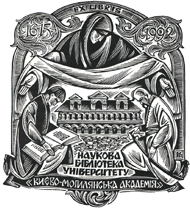 EX LIBRIS
1615 1992
НАУКОВА
БІБЛІОТЕКА
УНІВЕРСИТЕТУ
"КИЄВО-МОГИЛЯНСЬКА АКАДЕМІЯ"